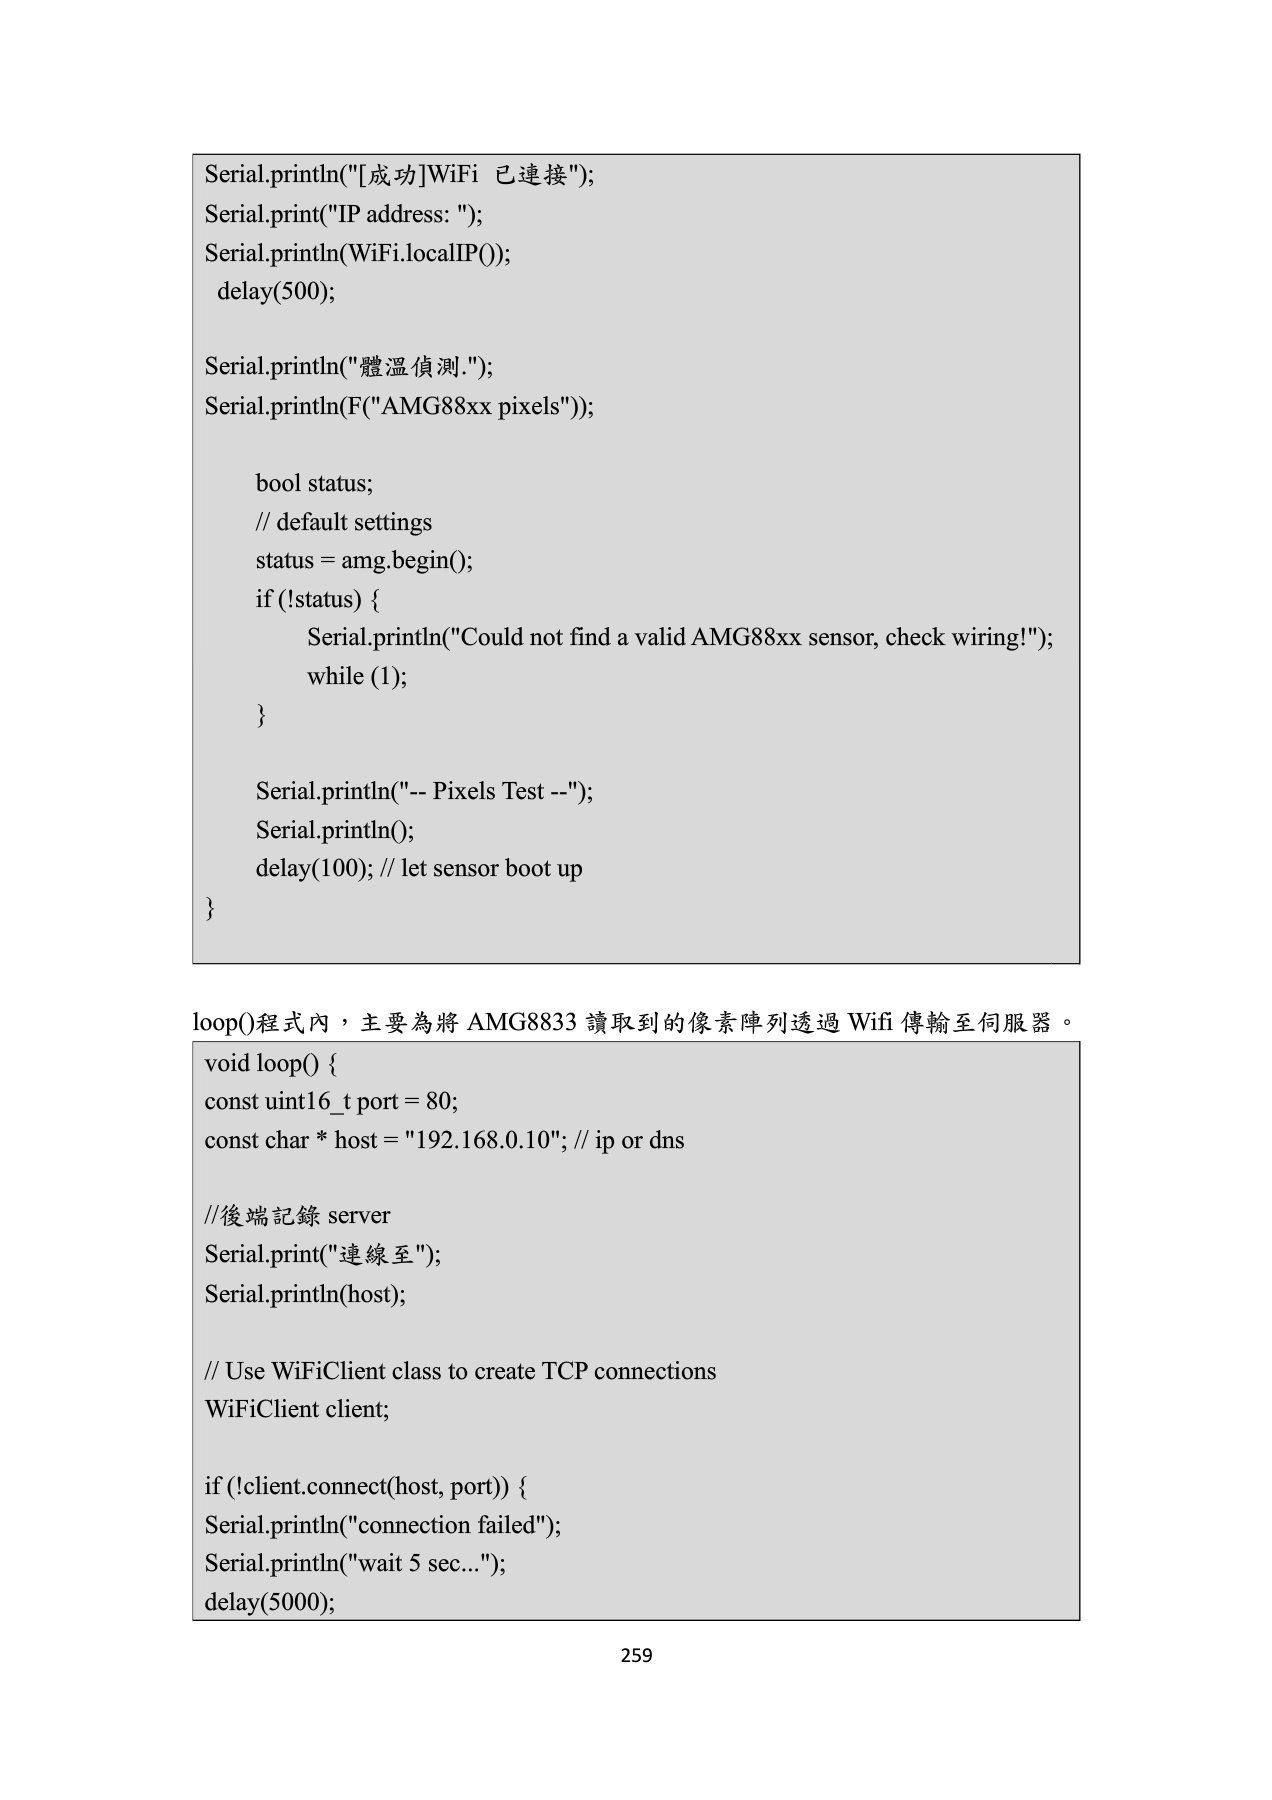 Serial.println("[成功]WiFi 已連接");
Serial.print("IP address: ");
Serial.println(WiFi.localIP());
delay(500);
Serial.println("體溫偵測.");
Serial.println(F("AMG88xx pixels"));
bool status;
// default settings
status = amg.begin();
if (!status) {
Serial.println("Could not find a valid AMG88xx sensor, check wiring!");
while (1);
}
Serial.println("-- Pixels Test --");
Serial.println();
delay(100); // let sensor boot up
}
loop()程式內，主要為將 AMG8833 讀取到的像素陣列透過 Wifi 傳輸至伺服器。
void loop() {
const uint16_t port = 80;
const char * host = "192.168.0.10"; // ip or dns
//後端記錄 server
Serial.print("連線至");
Serial.println(host);
// Use WiFiClient class to create TCP connections
WiFiClient client;
if (!client.connect(host, port)) {
Serial.println("connection failed");
Serial.println("wait 5 sec...");
delay(5000);
259